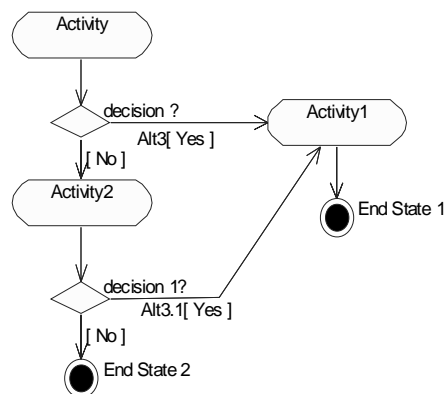 Activity
decision ?
Alt3[ Yes ]
Activity1
[ No ]
Activity2
End State 1
decision 1?
Alt3.1[ Yes ]
[ No ]
End State 2